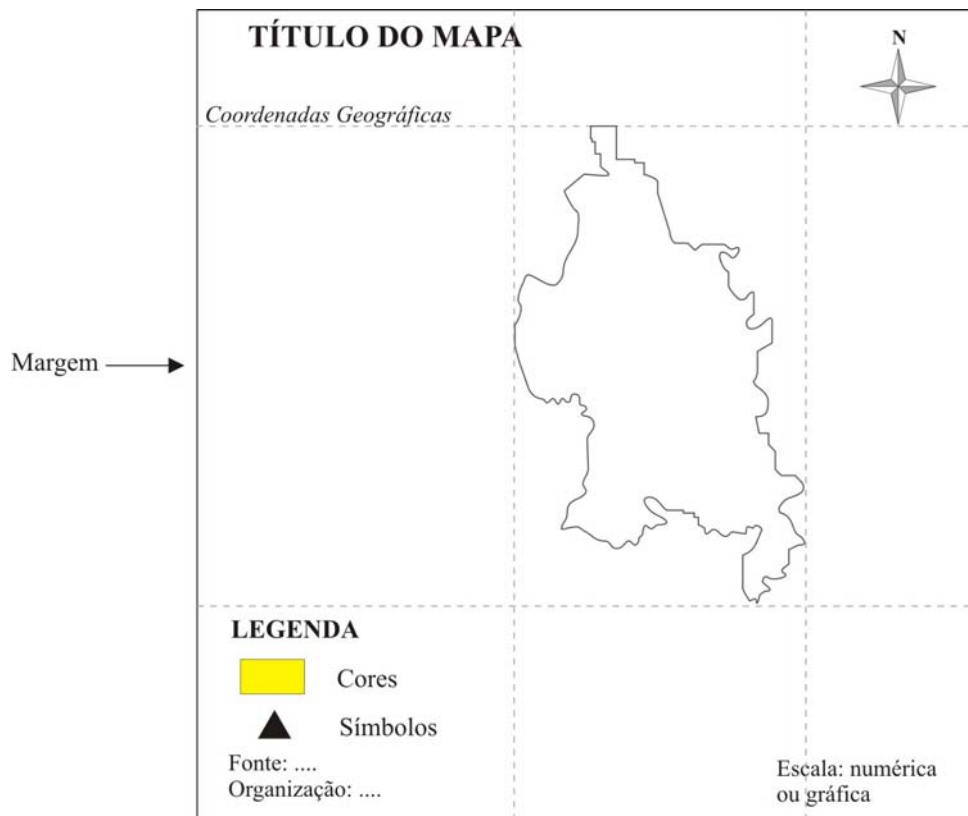 TÍTULO DO MAPA
N
Coordenadas Geográficas
Margem
LEGENDA
Cores
Símbolos
Fonte: ....
Organização: ....
Escala: numérica
ou gráfica